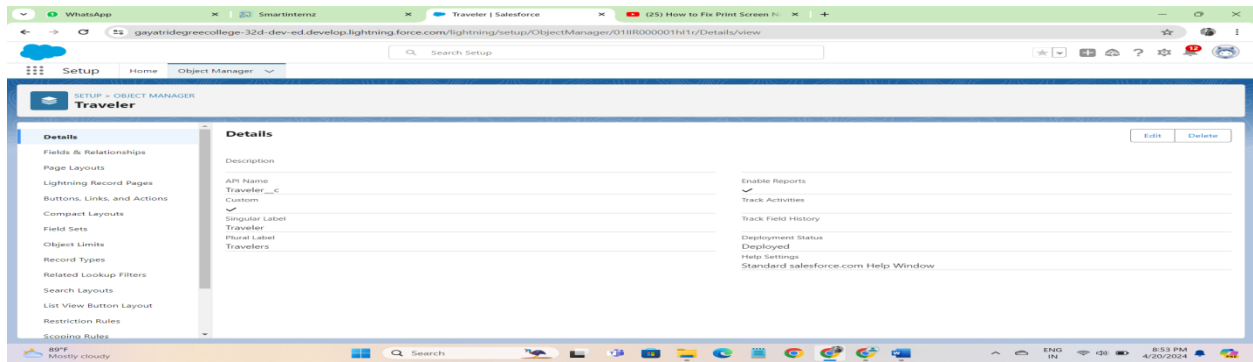 WhatsApp
Smartinternz
Traveler | Salesforce
(25) How to Fix Print Screen N
gayatridegreecollege-32d-dev-ed.develop.lightning.force.com/lightning/setup/ObjectManager/01IIR000001hI1r/Details/view
Search Setup
12
Setup
Home
Object Manager
SETUP > OBJECT MANAGER
Traveler
Details
Fields & Relationships
Page Layouts
Lightning Record Pages
Buttons, Links, and Actions
Compact Layouts
Field Sets
Object Limits
Record Types
Related Lookup Filters
Search Layouts
List View Button Layout
Restriction Rules
Scoping Rules
Details
Edit
Delete
Description
API Name
Traveler__c
Custom
Singular Label
Traveler
Plural Label
Travelers
Enable Reports
Track Activities
Track Field History
Deployment Status
Deployed
Help Settings
Standard salesforce.com Help Window
89°F
Mostly cloudy
Search
ENG
IN
8:53 PM
4/20/2024